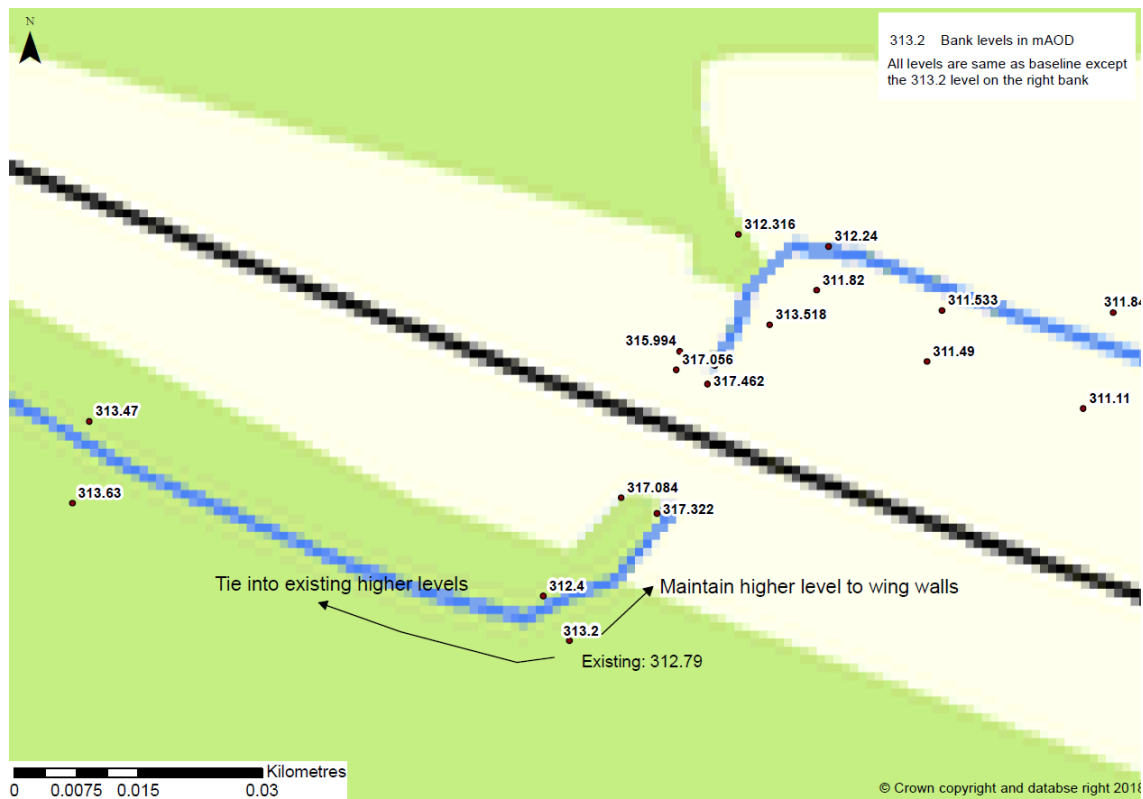 N
313.2 Bank levels in mAOD
All levels are same as baseline except
the 313.2 level on the right bank
312.316
312.24
311.82
311.533
311.84
313.518
315.994
317.056
311.49
317.462
311.11
313.47
317.084
313.63
317.322
Tie into existing higher levels
312.4
Maintain higher level to wing walls
313.2
Existing: 312.79
Kilometres
0 0.0075 0.015 0.03
© Crown copyright and databse right 2018